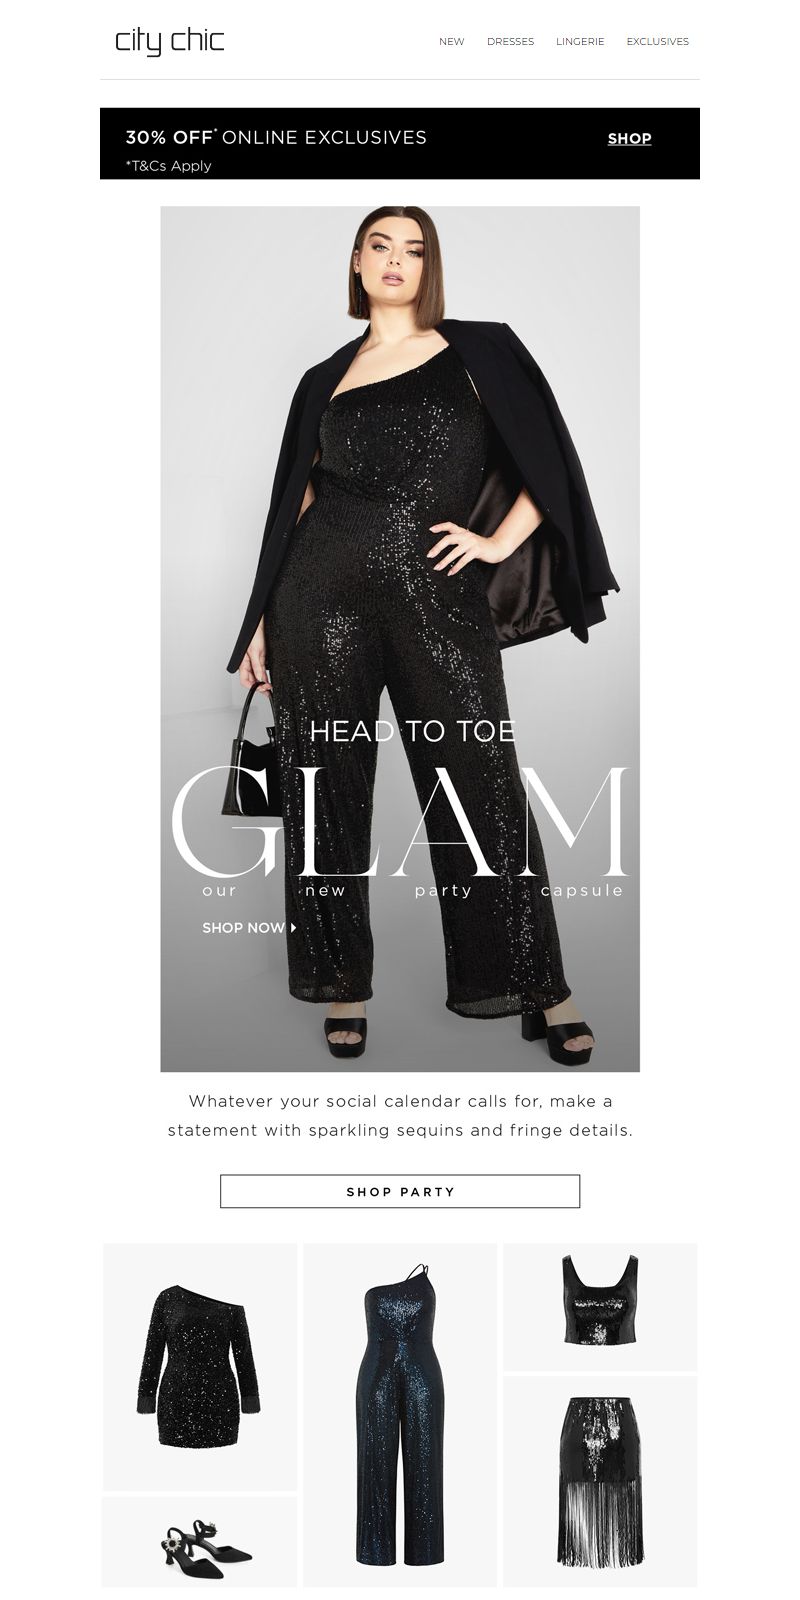 city chic
NEW DRESSES LINGERIE EXCLUSIVES
30% OFF* ONLINE EXCLUSIVES
SHOP
*T&Cs Apply
HEAD TO TOE
GLAM
our new party capsule
SHOP NOW
Whatever your social calendar calls for, make a
statement with sparkling sequins and fringe details.
SHOP PARTY